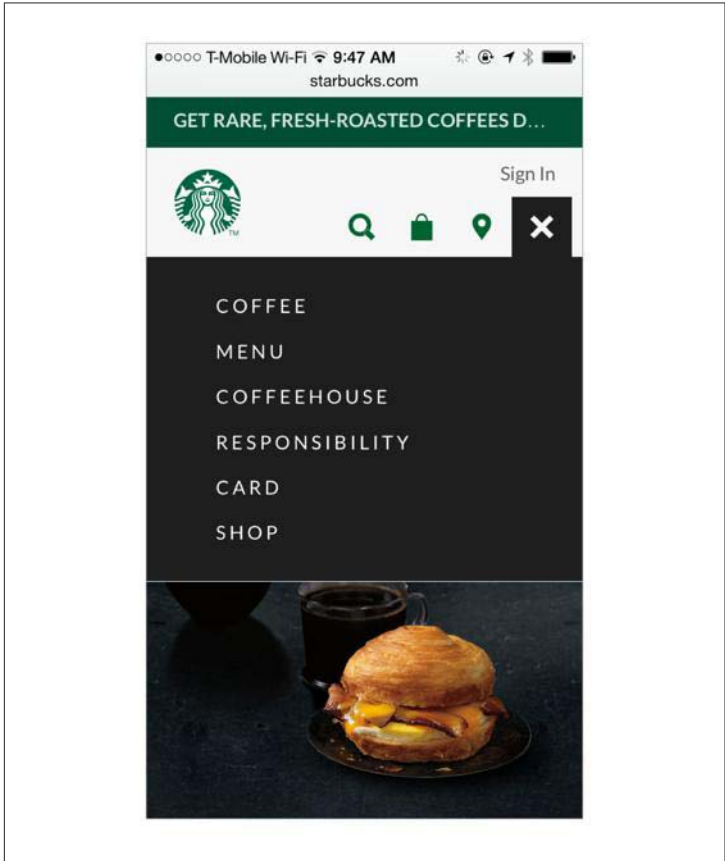 T-Mobile Wi-Fi 9:47 AM
starbucks.com
GET RARE, FRESH-ROASTED COFFEES D...
Sign In
TM
COFFEE
MENU
COFFEEHOUSE
RESPONSIBILITY
CARD
SHOP